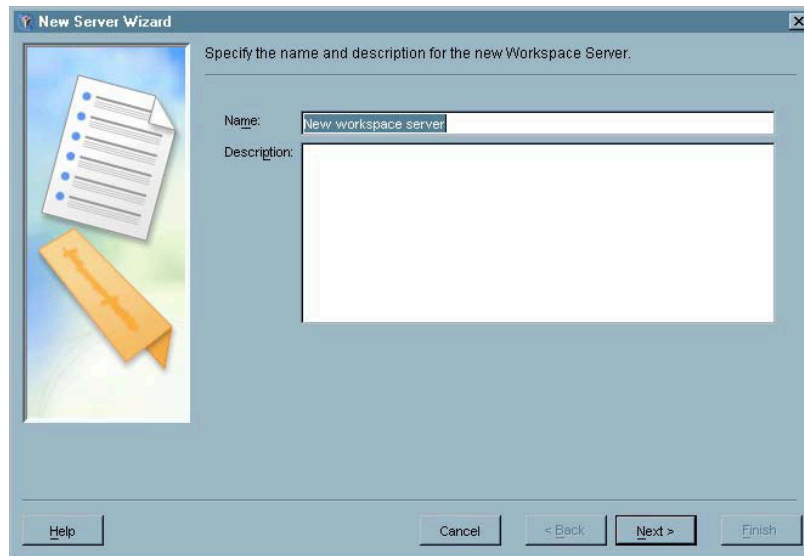 New Server Wizard
Specify the name and description for the new Workspace Server.
Name: New workspace server
Description:
Help Cancel < Back Next > Finish